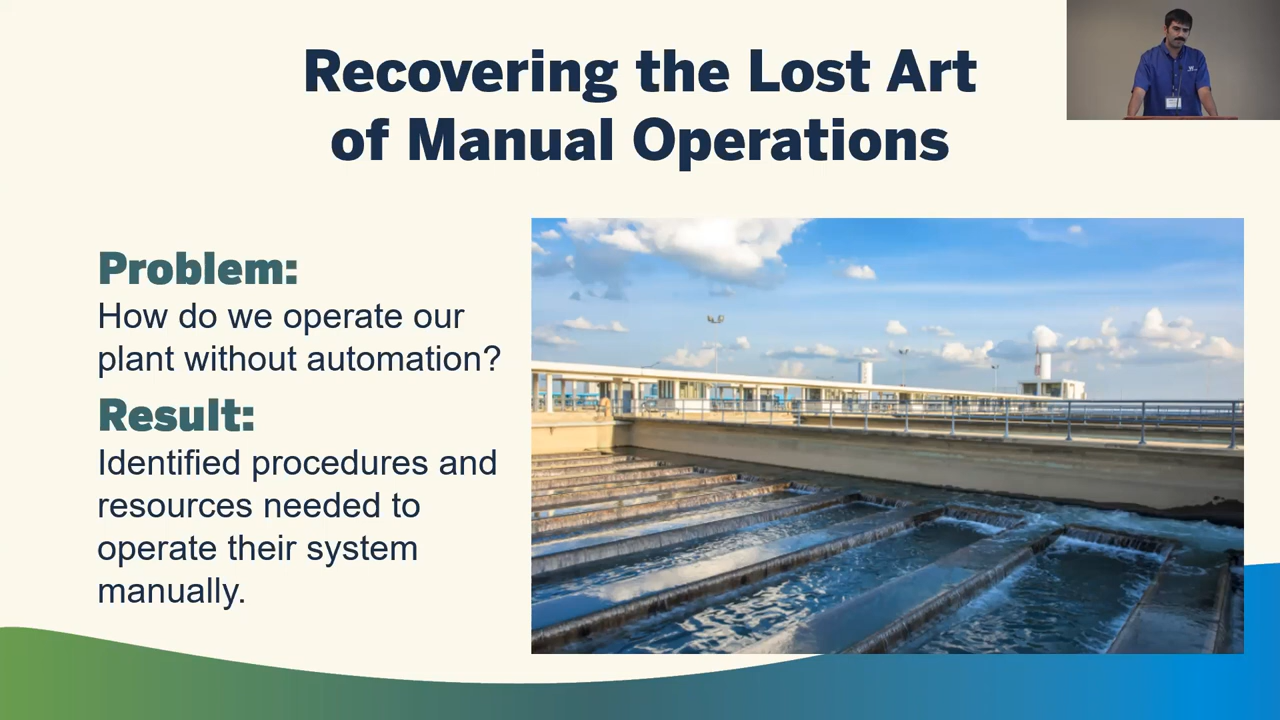 Recovering the Lost Art
of Manual Operations
Problem:
How do we operate our
plant without automation?
Result:
Identified procedures and
resources needed to
operate their system
manually.